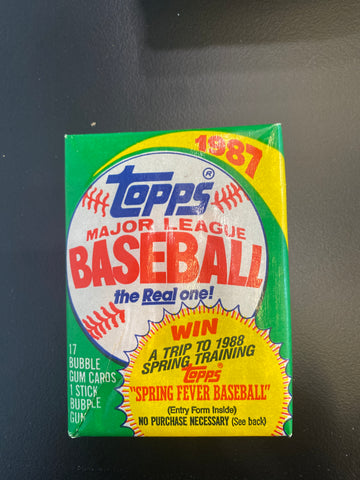 1987
Topps®
MAJOR LEAGUE
BASEBALL
the Real one!
17
BUBBLE
GUM CARDS
1 STICK
BUBBLE
GUM
WIN
A TRIP TO 1988
SPRING TRAINING
Topps
"SPRING FEVER BASEBALL"
(Entry Form Inside)
NO PURCHASE NECESSARY (See back)